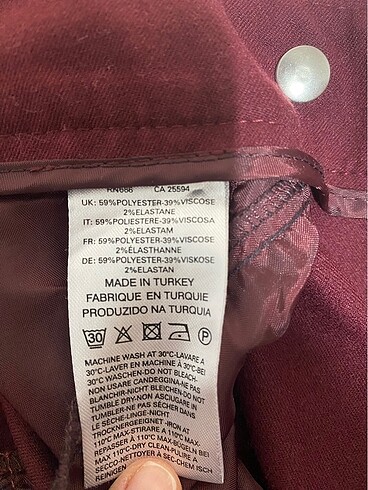 RN666 CA 25594
UK: 59%POLYESTER-39%VISCOSE
2%ELASTANE
IT: 59%POLIESTERE-39%VISCOSA
2%ELASTAM
FR: 59%POLYESTER-39%VISCOSE
2%ÉLASTHANNE
DE: 59%POLYESTER-39%VISKOSE
2%ELASTAN
MADE IN TURKEY
FABRIQUE EN TURQUIE
PRODUZIDO NA TURQUIA
30 P
MACHINE WASH AT 30°C-LAVARE A
30°C-LAVER EN MACHINE À 30°C-BEI
30°C WASCHEN-DO NOT BLEACH-
NON USARE CANDEGGINA-NE PAS
BLANCHIR-NICHT BLEICHEN-DO NOT
TUMBLE DRY-NON ASCIUGARE IN
TUMBLER-NE PAS SÉCHER DANS
LE SÈCHE-LINGE-NICHT
TROCKNERGEEIGNET-IRON AT
110°C MAX-STIRARE A 110°C MAX-
REPASSER À 110°C MAX-BÜGELN BEI
MAX 110°C-DRY CLEAN-PULIRE A
SECCO-NETTOYER À SEC-CHEM ISCH
REINIGEN